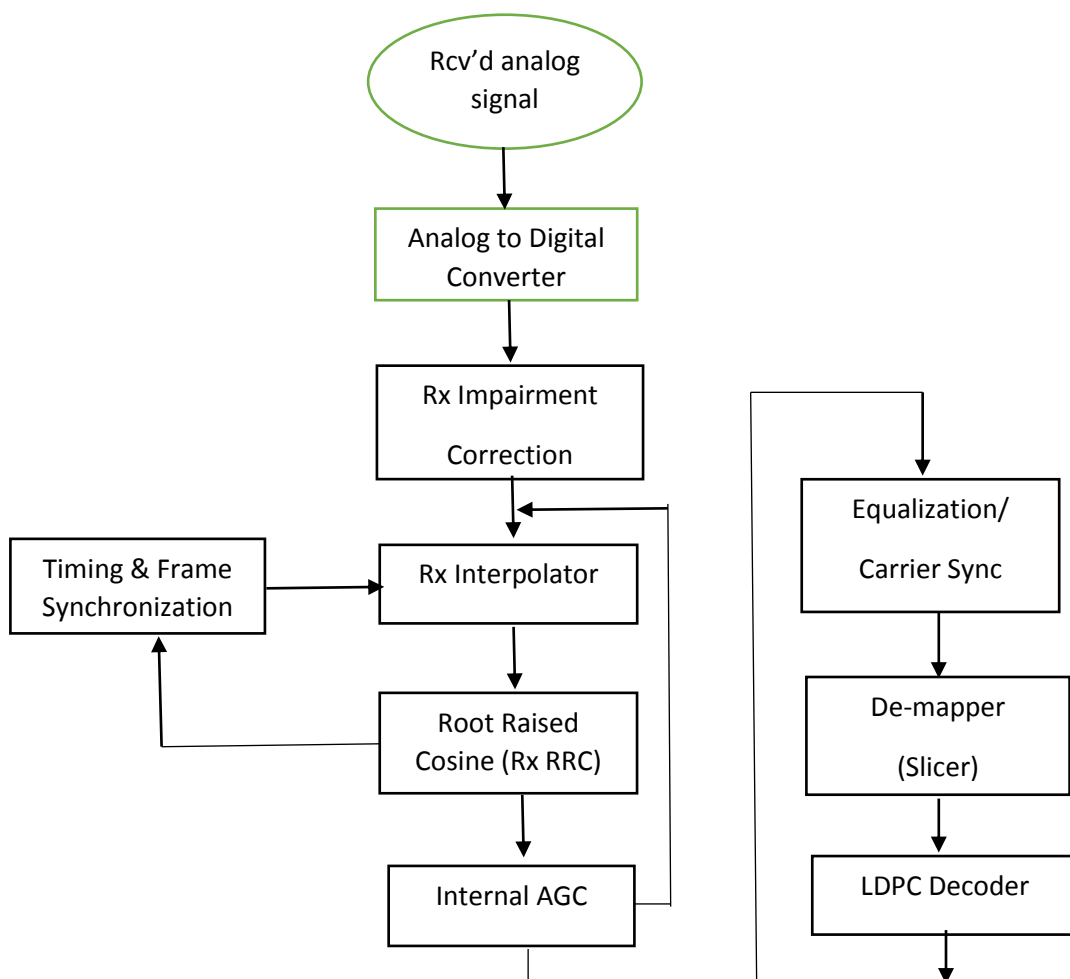 Rcv’d analog
signal
Analog to Digital
Converter
Rx Impairment
Correction
Timing & Frame
Synchronization
Rx Interpolator
Root Raised
Cosine (Rx RRC)
Internal AGC
Equalization/
Carrier Sync
De-mapper
(Slicer)
LDPC Decoder